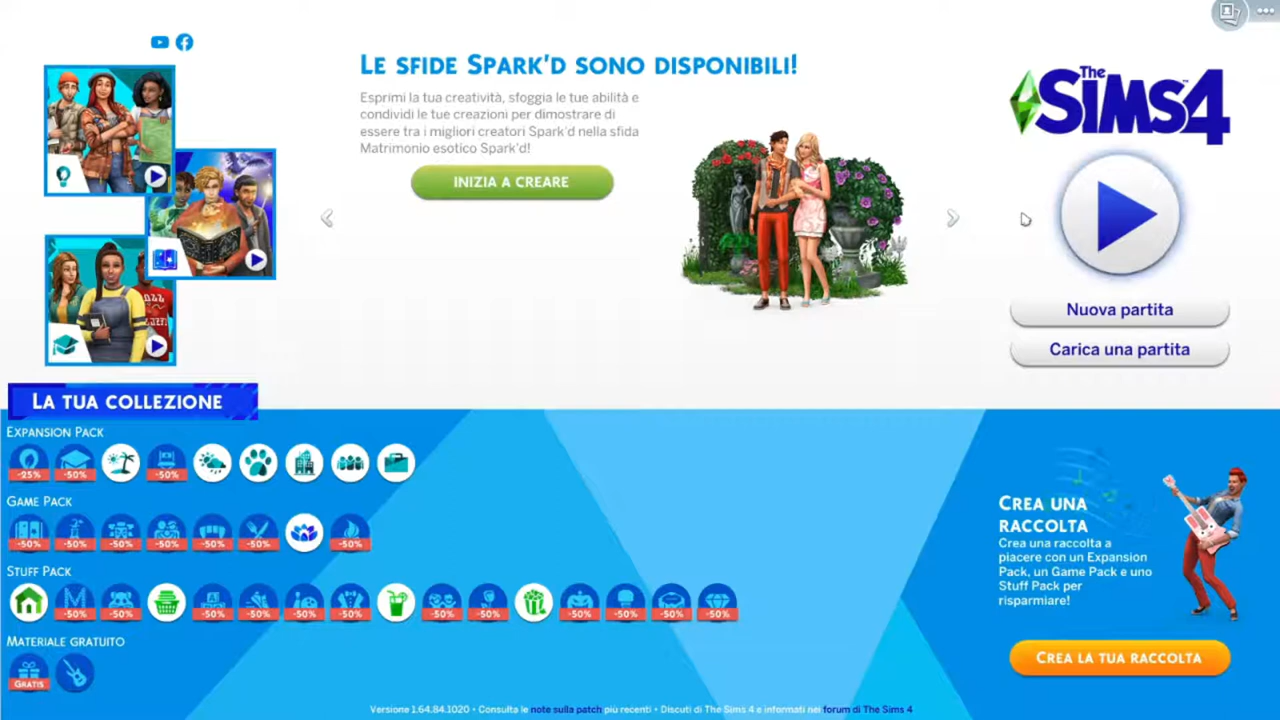 LE SFIDE SPARK'D SONO DISPONIBILI!
Esprimi la tua creatività, sfoggia le tue abilità e
condividi le tue creazioni per dimostrare di
essere tra i migliori creatori Spark'd nella sfida
Matrimonio esotico Spark'd!
INIZIA A CREARE
The SIMS 4
Nuova partita
Carica una partita
LA TUA COLLEZIONE
EXPANSION PACK
-25% -50% -50%
GAME PACK
-50% -50% -50% -50% -50% -50% -50%
STUFF PACK
-50% -50% -50% -50% -50% -50% -50% -50% -50% -50% -50% -50%
MATERIALE GRATUITO
GRATIS
CREA UNA
RACCOLTA
Crea una raccolta a
piacere con un Expansion
Pack, un Game Pack e uno
Stuff Pack per
risparmiare!
CREA LA TUA RACCOLTA
Versione 1.64.84.1020 • Consulta le note sulla patch più recenti • Discuti di The Sims 4 e informati nei forum di The Sims 4